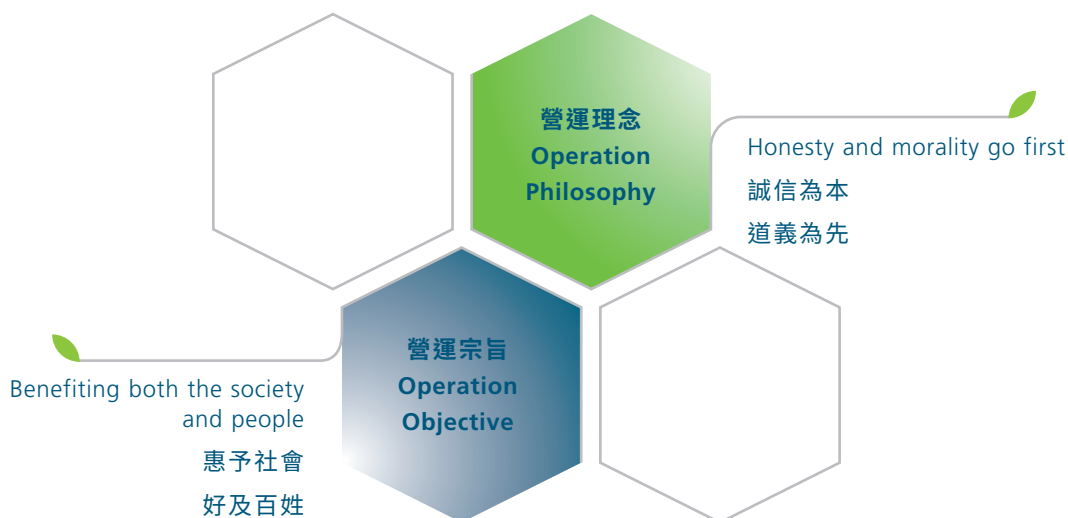 營運理念
Operation
Philosophy
Honesty and morality go first
誠信為本
道義為先
營運宗旨
Operation
Objective
Benefiting both the society
and people
惠予社會
好及百姓